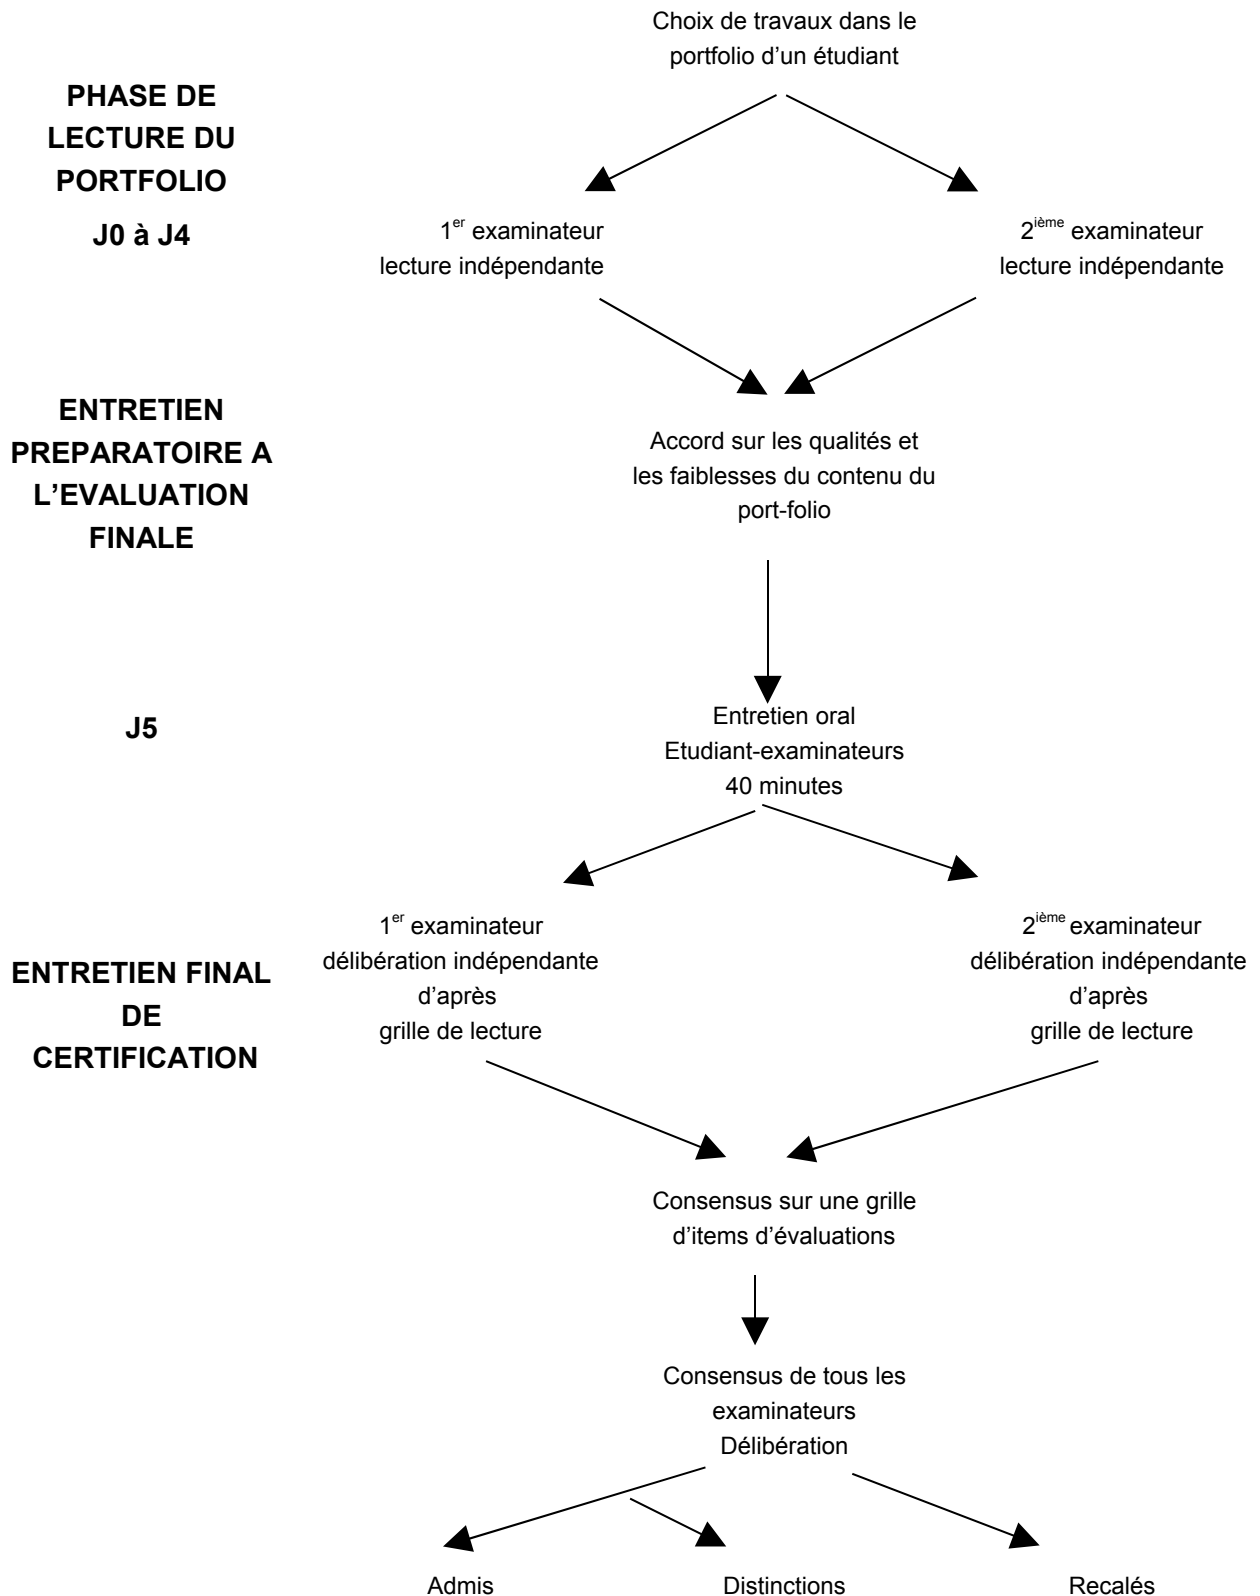 Choix de travaux dans le
portfolio d’un étudiant
PHASE DE
LECTURE DU
PORTFOLIO
J0 à J4
1er examinateur
lecture indépendante
2ième examinateur
lecture indépendante
ENTRETIEN
PREPARATOIRE A
L’EVALUATION
FINALE
Accord sur les qualités et
les faiblesses du contenu du
port-folio
J5
Entretien oral
Etudiant-examinateurs
40 minutes
ENTRETIEN FINAL
DE
CERTIFICATION
1er examinateur
délibération indépendante
d’après
grille de lecture
2ième examinateur
délibération indépendante
d’après
grille de lecture
Consensus sur une grille
d’items d’évaluations
Consensus de tous les
examinateurs
Délibération
Admis
Distinctions
Recalés